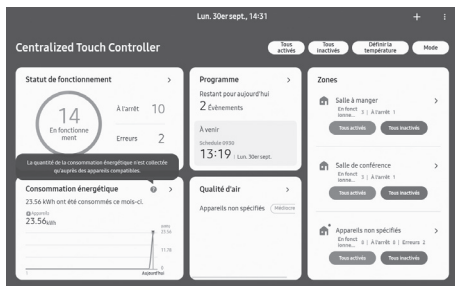 Lun. 30er sept., 14:31
Centralized Touch Controller
Tous activés
Tous inactivés
Définir la température
Mode
Statut de fonctionnement
14
En fonctionne
ment
À l'arrêt 10
Erreurs 2
La quantité de la consommation énergétique n'est collectée
qu'auprès des appareils compatibles.
Consommation énergétique
23.56 kWh ont été consommés ce mois-ci.
Appareils
23.56kWh
(kWh)
23.56
11.78
0
1
Aujourd'hui
Programme
Restant pour aujourd'hui
2 Évènements
À venir
Schedule 0930
13:19 / Lun. 30er sept.
Qualité d'air
Appareils non spécifiés Médiocre
Zones
Salle à manger
En fonct
ionne... 3 | À l'arrêt 1
Tous activés Tous inactivés
Salle de conférence
En fonct
ionne... 3 | À l'arrêt 1
Tous activés Tous inactivés
Appareils non spécifiés
En fonct
ionne... 8 | À l'arrêt 8 | Erreurs 2
Tous activés Tous inactivés